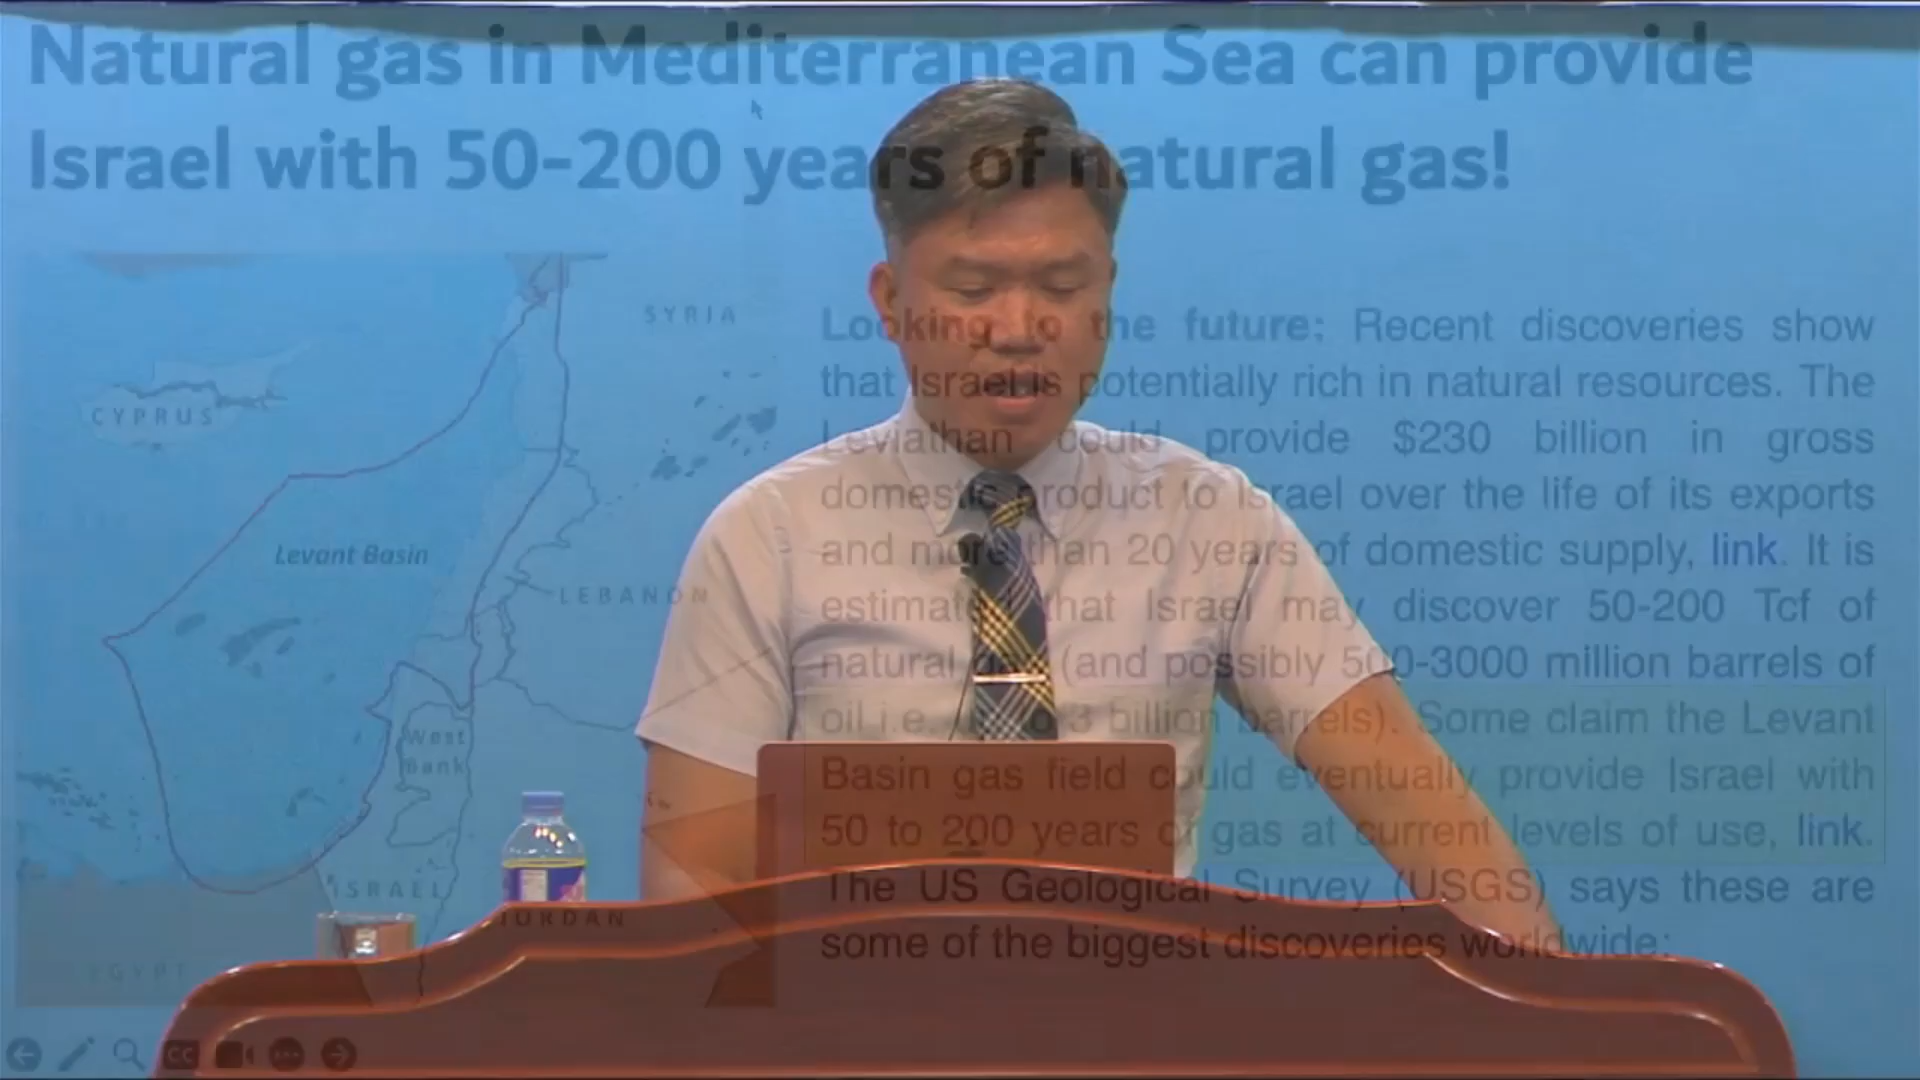 Natural gas in Mediterranean Sea can provide
Israel with 50-200 years of natural gas!
SYRIA
CYPRUS
Levant Basin
LEBANON
West
Bank
ISRAEL
JORDAN
EGYPT
Looking to the future: Recent discoveries show
that Israel is potentially rich in natural resources. The
Leviathan could provide $230 billion in gross
domestic product to Israel over the life of its exports
and more than 20 years of domestic supply, link. It is
estimated that Israel may discover 50-200 Tcf of
natural gas (and possibly 500-3000 million barrels of
oil i.e. up to 3 billion barrels). Some claim the Levant
Basin gas field could eventually provide Israel with
50 to 200 years of gas at current levels of use, link.
The US Geological Survey (USGS) says these are
some of the biggest discoveries worldwide:
CC